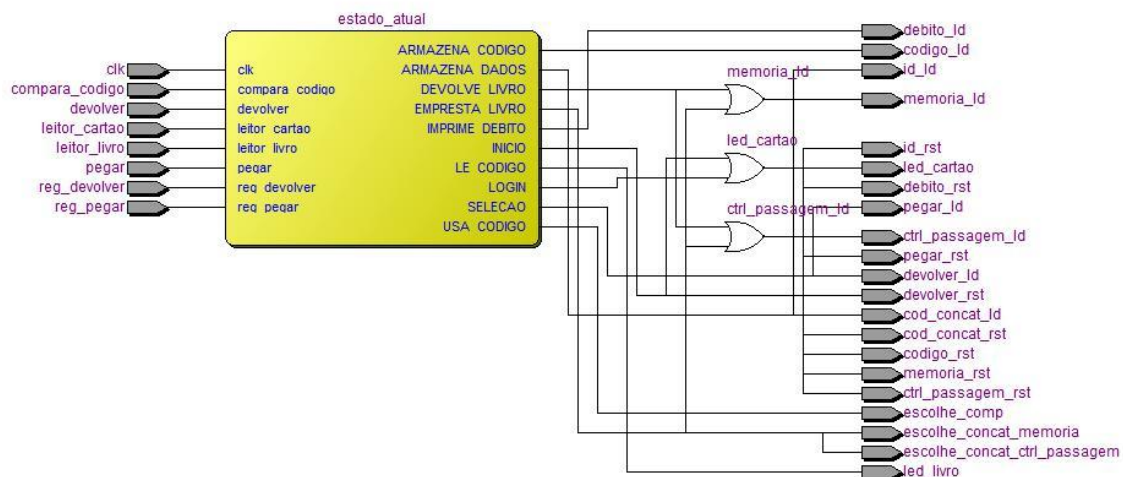 estado_atual
clk
compara_codigo
devolver
leitor_cartao
leitor_livro
pegar
reg_devolver
reg_pegar
clk
compara codigo
devolver
leitor cartao
leitor livro
pegar
reg devolver
reg pegar
ARMAZENA CODIGO
ARMAZENA DADOS
DEVOLVE LIVRO
EMPRESTA LIVRO
IMPRIME DEBITO
INICIO
LE CODIGO
LOGIN
SELECAO
USA CODIGO
memoria_ld
led_cartao
ctrl_passagem_ld
debito_ld
codigo_ld
id_ld
memoria_ld
id_rst
led_cartao
debito_rst
pegar_ld
ctrl_passagem_ld
pegar_rst
devolver_ld
devolver_rst
cod_concat_ld
cod_concat_rst
codigo_rst
memoria_rst
ctrl_passagem_rst
escolhe_comp
escolhe_concat_memoria
escolhe_concat_ctrl_passagem
led_livro